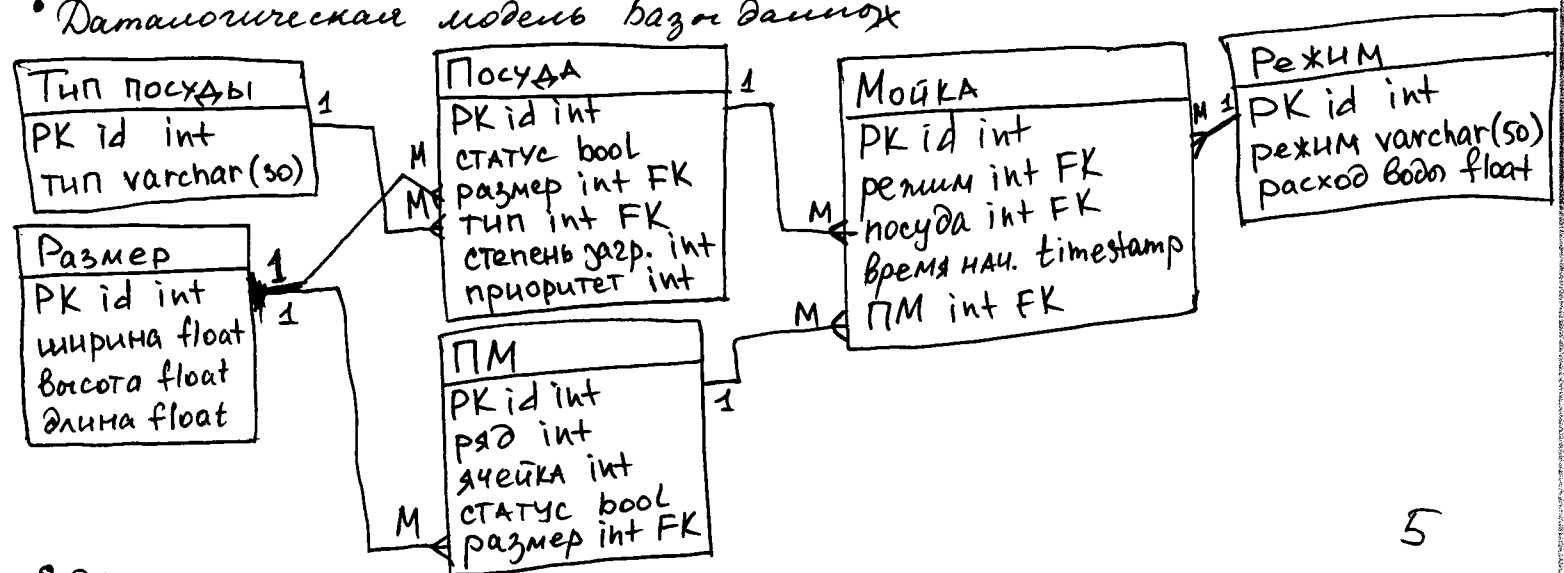 • Даталогическая модель базы данных
Тип посуды
PK id int
тип varchar(50)
1
Размер
PK id int
ширина float
высота float
длина float
1
1
Посуда
PK id int
статус bool
размер int FK
тип int FK
степень загр. int
приоритет int
M
M
1
ПМ
PK id int
ряд int
ячейка int
статус bool
размер int FK
M
1
Мойка
PK id int
режим int FK
посуда int FK
время нач. timestamp
ПМ int FK
M
M
M
1
Режим
PK id int
режим varchar(50)
расход воды float
5